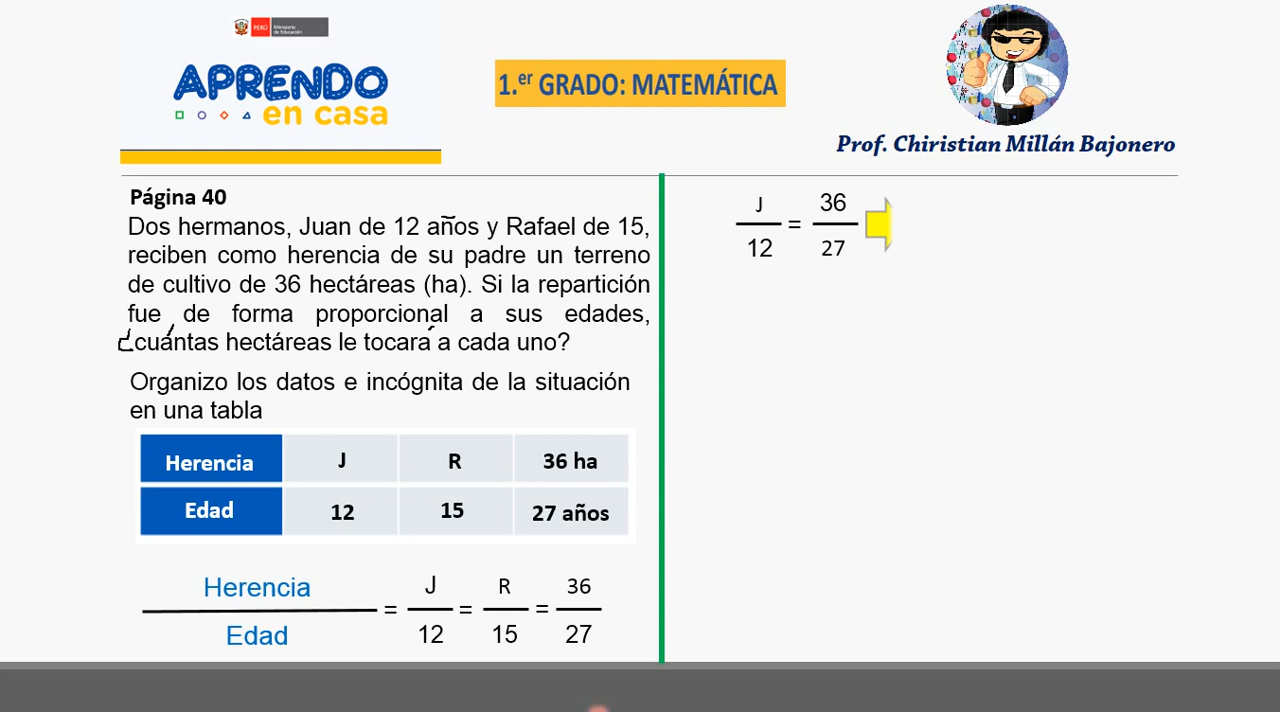 PERÚ Ministerio de Educación
APRENDO
en casa
1.er GRADO: MATEMÁTICA
Prof. Chiristian Millán Bajonero
Página 40
Dos hermanos, Juan de 12 años y Rafael de 15,
reciben como herencia de su padre un terreno
de cultivo de 36 hectáreas (ha). Si la repartición
fue de forma proporcional a sus edades,
¿cuántas hectáreas le tocará a cada uno?
Organizo los datos e incógnita de la situación
en una tabla
Herencia J R 36 ha
Edad 12 15 27 años
Herencia J R 36
= = =
Edad 12 15 27
J 36
=
12 27